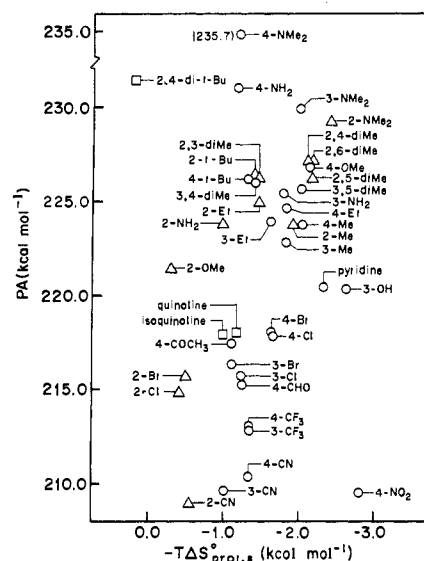 235.0
(235.7)
4-NMe2
2,4-di-t-Bu
4-NH2
230.0
3-NMe2
2-NMe2
2,3-diMe
2,4-diMe
2-t-Bu
2,6-diMe
4-t-Bu
4-OMe
3,4-diMe
2,5-diMe
3,5-diMe
225.0
2-Et
3-NH2
2-NH2
4-Et
3-Et
4-Me
2-Me
3-Me
2-OMe
pyridine
220.0
3-OH
quinoline
isoquinoline
4-Br
4-COCH3
4-Cl
3-Br
2-Br
3-Cl
215.0
2-Cl
4-CHO
4-CF3
3-CF3
4-CN
210.0
3-CN
4-NO2
2-CN
PA(kcal mol−1)
0.0 -1.0 -2.0 -3.0
−TΔS°prot,g (kcal mol−1)